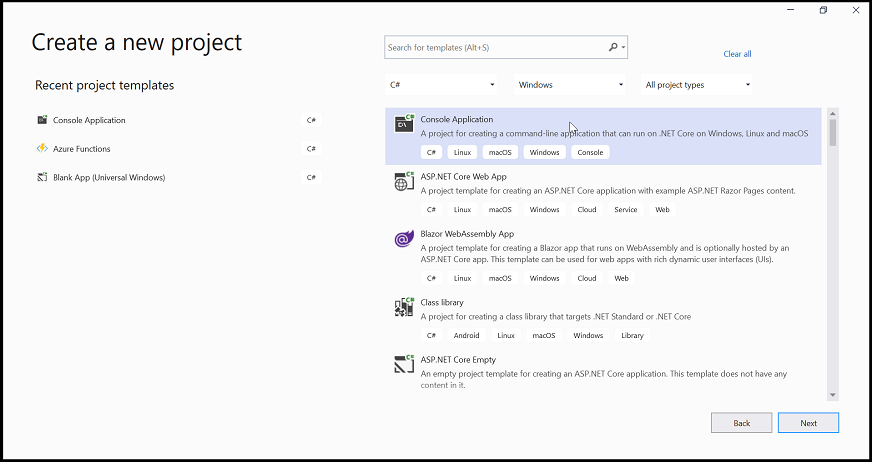 Create a new project
Search for templates (Alt+S)
Clear all
Recent project templates
C#
Windows
All project types
Console Application
C#
Azure Functions
C#
Blank App (Universal Windows)
C#
Console Application
A project for creating a command-line application that can run on .NET Core on Windows, Linux and macOS
C# Linux macOS Windows Console
ASP.NET Core Web App
A project template for creating an ASP.NET Core application with example ASP.NET Razor Pages content.
C# Linux macOS Windows Cloud Service Web
Blazor WebAssembly App
A project template for creating a Blazor app that runs on WebAssembly and is optionally hosted by an
ASP.NET Core app. This template can be used for web apps with rich dynamic user interfaces (UIs).
C# Linux macOS Windows Cloud Web
Class library
A project for creating a class library that targets .NET Standard or .NET Core
C# Android Linux macOS Windows Library
ASP.NET Core Empty
An empty project template for creating an ASP.NET Core application. This template does not have any
content in it.
Back
Next